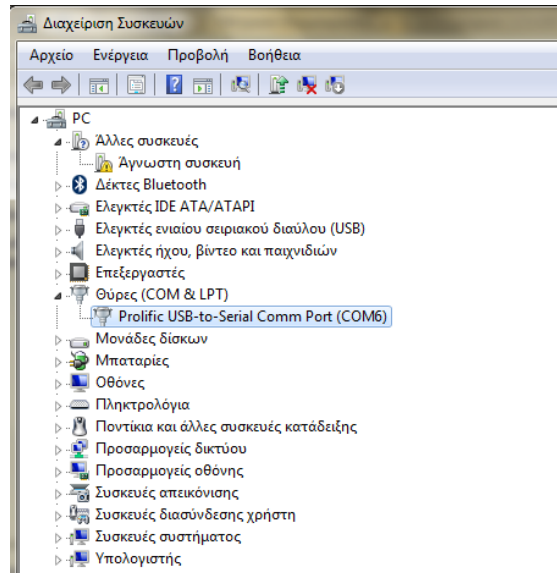 Διαχείριση Συσκευών
Αρχείο Ενέργεια Προβολή Βοήθεια
PC
Άλλες συσκευές
Άγνωστη συσκευή
Δέκτες Bluetooth
Ελεγκτές IDE ATA/ATAPI
Ελεγκτές ενιαίου σειριακού διαύλου (USB)
Ελεγκτές ήχου, βίντεο και παιχνιδιών
Επεξεργαστές
Θύρες (COM & LPT)
Prolific USB-to-Serial Comm Port (COM6)
Μονάδες δίσκων
Μπαταρίες
Οθόνες
Πληκτρολόγια
Ποντίκια και άλλες συσκευές κατάδειξης
Προσαρμογείς δικτύου
Προσαρμογείς οθόνης
Συσκευές απεικόνισης
Συσκευές διασύνδεσης χρήστη
Συσκευές συστήματος
Υπολογιστής